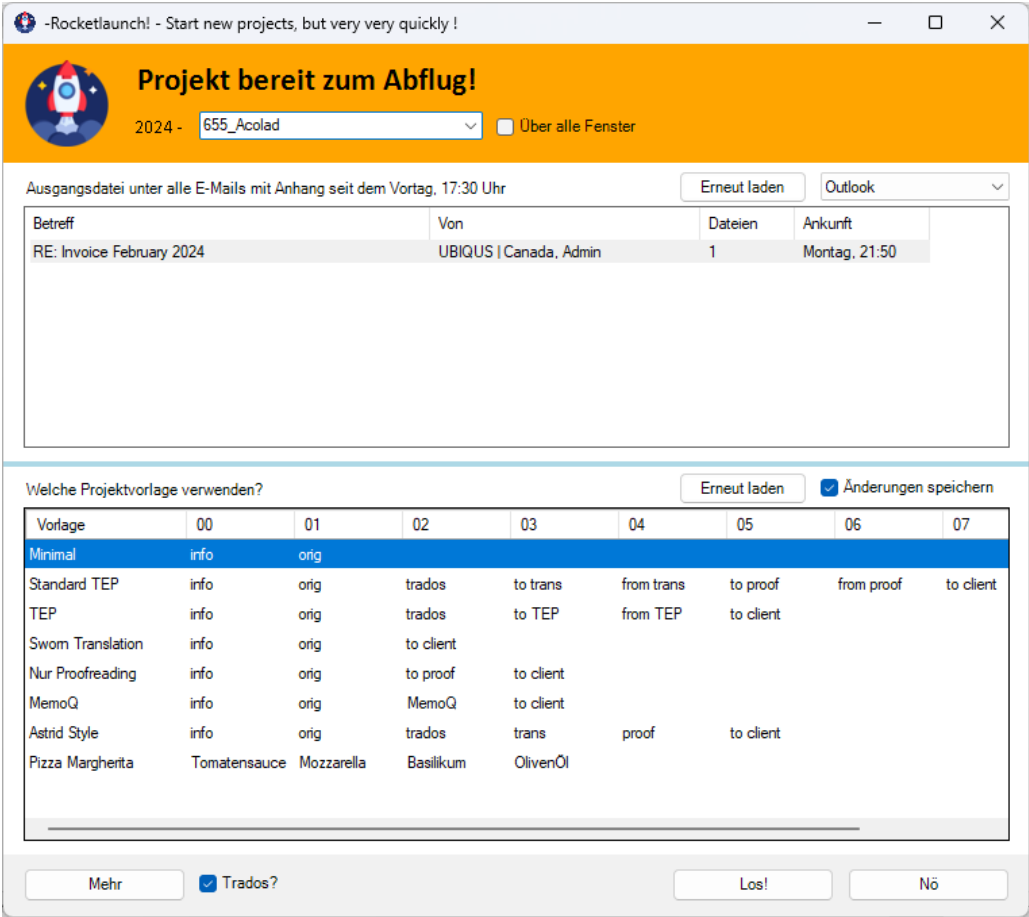 -Rocketlaunch! - Start new projects, but very very quickly !
Projekt bereit zum Abflug!
2024 - 655_Acolad Über alle Fenster
Ausgangsdatei unter alle E-Mails mit Anhang seit dem Vortag, 17:30 Uhr Erneut laden Outlook
Betreff Von Dateien Ankunft
RE: Invoice February 2024 UBIQUS | Canada, Admin 1 Montag, 21:50
Welche Projektvorlage verwenden? Erneut laden Änderungen speichern
Vorlage 00 01 02 03 04 05 06 07
Minimal info orig
Standard TEP info orig trados to trans from trans to proof from proof to client
TEP info orig trados to TEP from TEP to client
Sworn Translation info orig to client
Nur Proofreading info orig to proof to client
MemoQ info orig MemoQ to client
Astrid Style info orig trados trans proof to client
Pizza Margherita Tomatensauce Mozzarella Basilikum OlivenÖl
Mehr Trados? Los! Nö